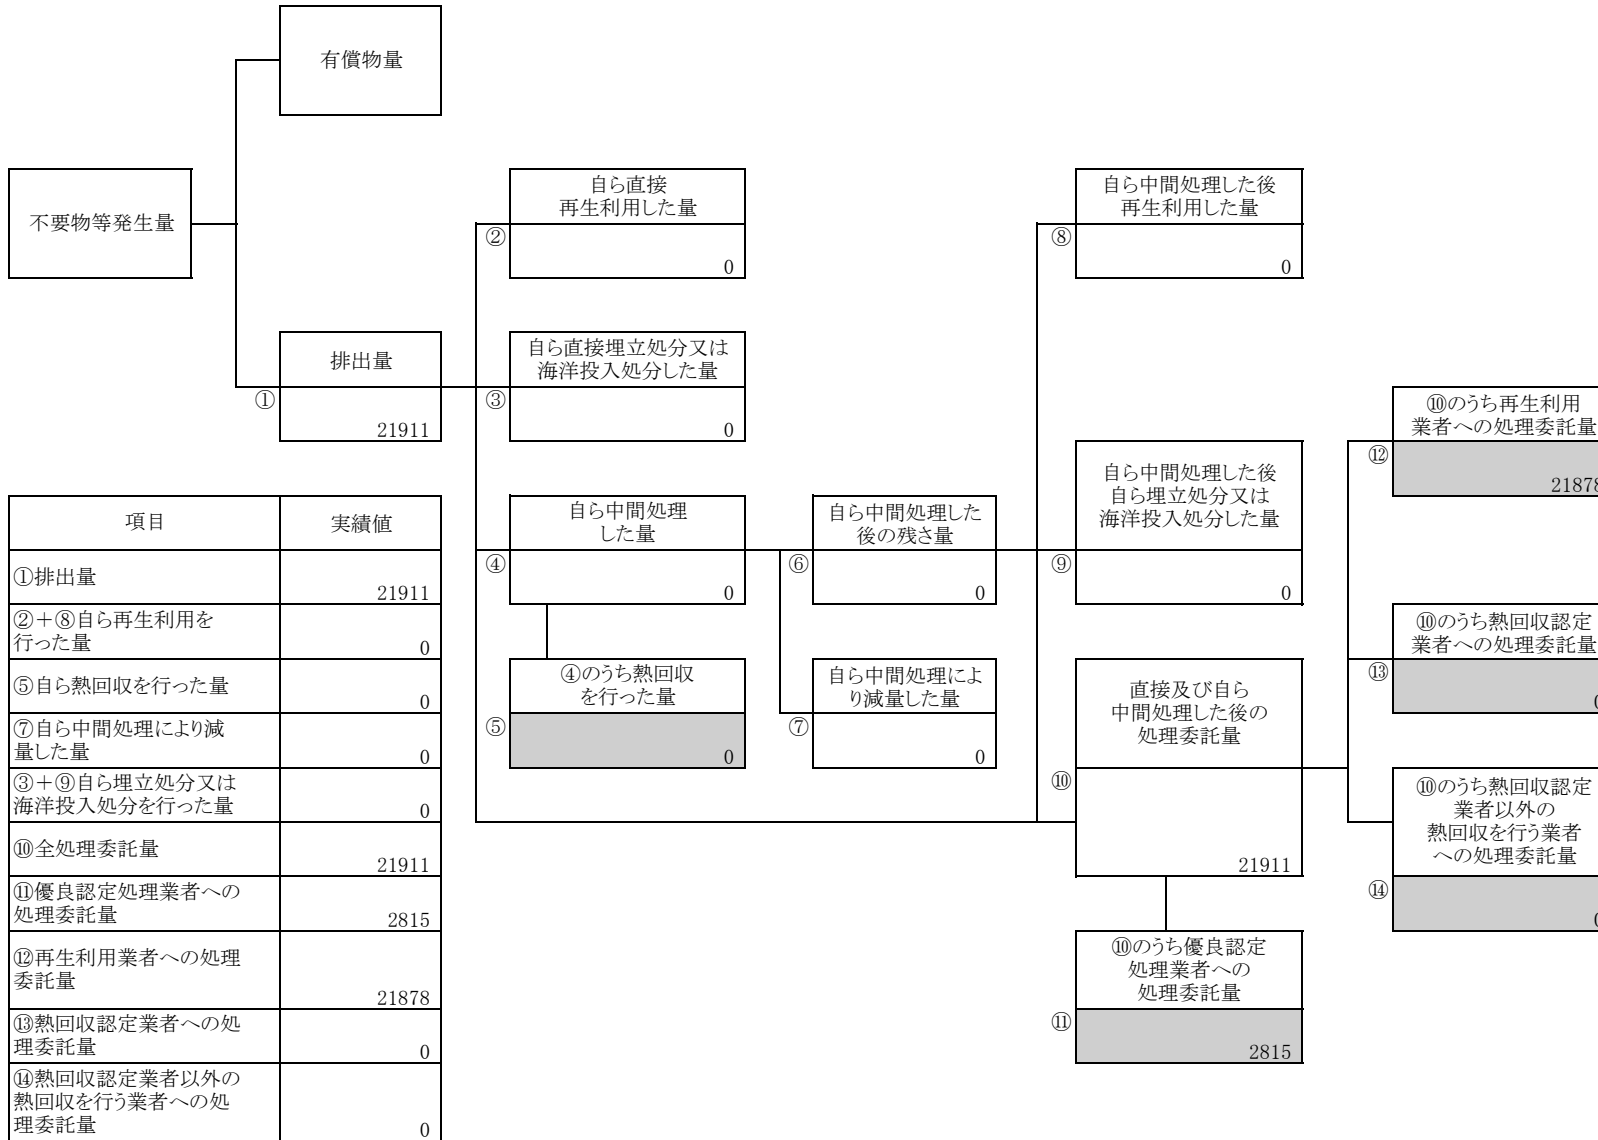 有償物量
不要物等発生量
自ら直接
再生利用した量
②
0
自ら中間処理した後
再生利用した量
⑧
0
排出量
①
21911
自ら直接埋立処分又は
海洋投入処分した量
③
0
⑩のうち再生利用
業者への処理委託量
⑫
21878
自ら中間処理
した量
④
0
自ら中間処理した
後の残さ量
⑥
0
自ら中間処理した後
自ら埋立処分又は
海洋投入処分した量
⑨
0
⑩のうち熱回収認定
業者への処理委託量
⑬
0
④のうち熱回収
を行った量
⑤
0
自ら中間処理によ
り減量した量
⑦
0
直接及び自ら
中間処理した後の
処理委託量
⑩
21911
⑩のうち熱回収認定
業者以外の
熱回収を行う業者
への処理委託量
⑭
0
⑩のうち優良認定
処理業者への
処理委託量
⑪
2815
項目 実績値
①排出量
21911
②+⑧自ら再生利用を
行った量
0
⑤自ら熱回収を行った量
0
⑦自ら中間処理により減
量した量
0
③+⑨自ら埋立処分又は
海洋投入処分を行った量
0
⑩全処理委託量
21911
⑪優良認定処理業者への
処理委託量
2815
⑫再生利用業者への処理
委託量
21878
⑬熱回収認定業者への処
理委託量
0
⑭熱回収認定業者以外の
熱回収を行う業者への処
理委託量
0